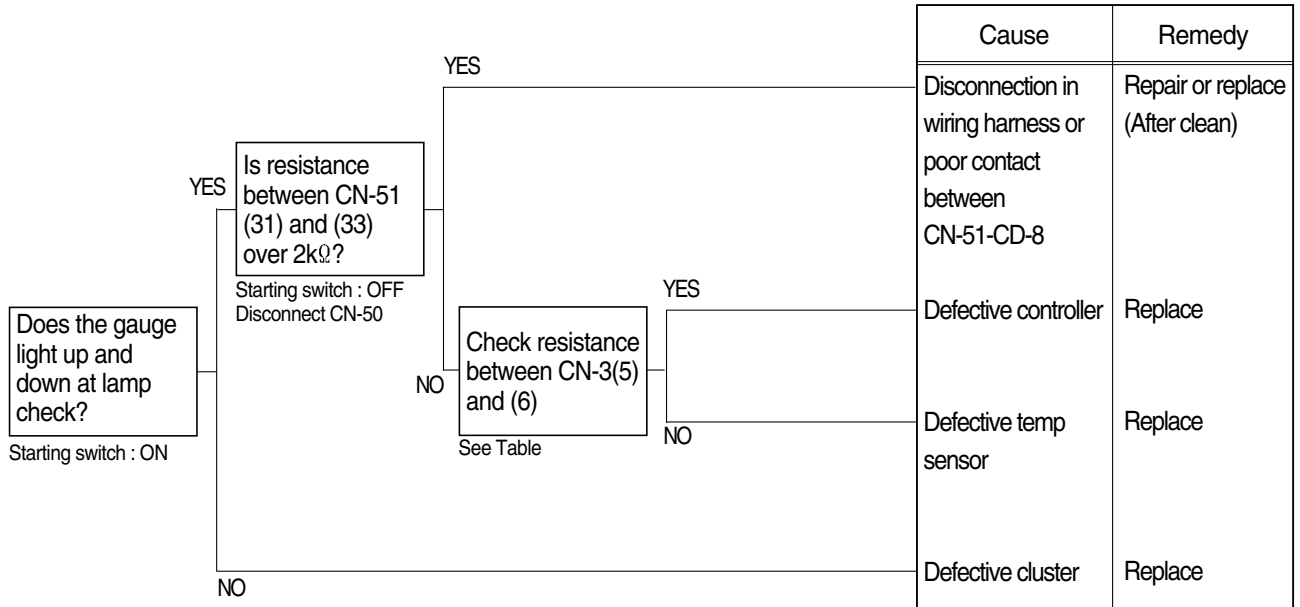 Cause
Remedy
YES
Disconnection in
wiring harness or
poor contact
between
CN-51-CD-8
Repair or replace
(After clean)
YES
Is resistance
between CN-51
(31) and (33)
over 2kΩ?
Starting switch : OFF
Disconnect CN-50
YES
Defective controller
Replace
Does the gauge
light up and
down at lamp
check?
Starting switch : ON
NO
Check resistance
between CN-3(5)
and (6)
See Table
NO
Defective temp
sensor
Replace
NO
Defective cluster
Replace